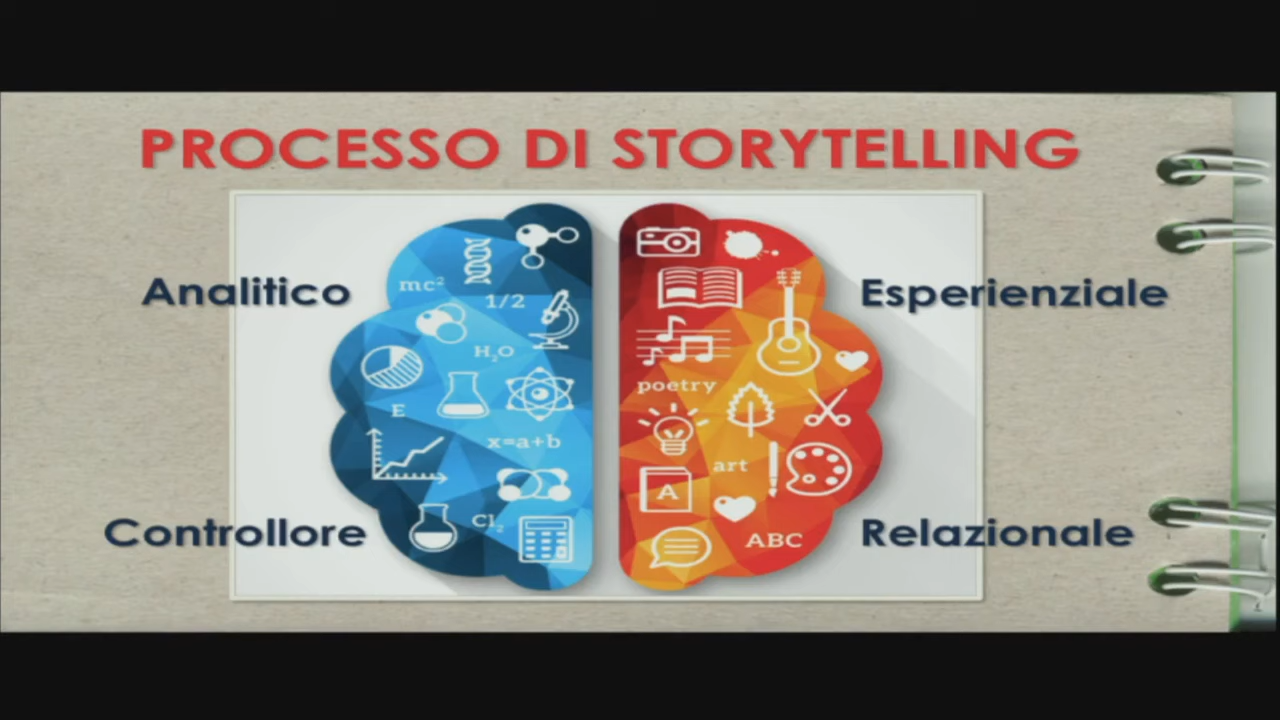 PROCESSO DI STORYTELLING
Analitico
Esperienziale
Controllore
Relazionale
mc²
1/2
H₂O
E
x=a+b
Cl₂
poetry
art
A
ABC